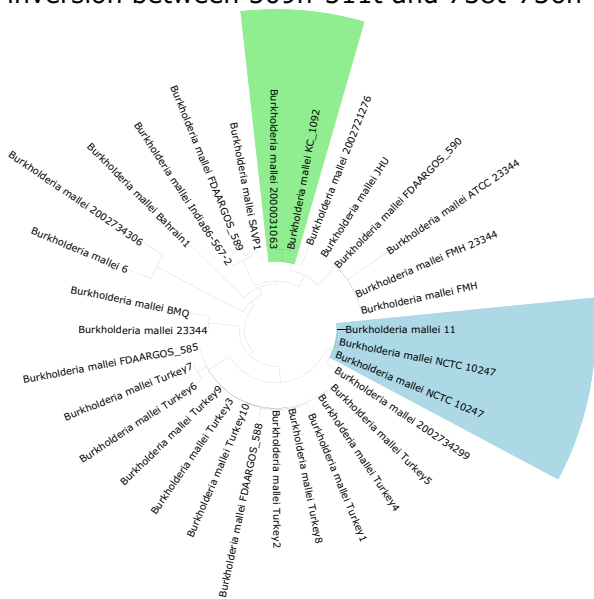 inversion between and
Burkholderia mallei 2000031063
Burkholderia mallei KC_1092
Burkholderia mallei 2002721276
Burkholderia mallei JHU
Burkholderia mallei FDAARGOS_590
Burkholderia mallei ATCC 23344
Burkholderia mallei FMH 23344
Burkholderia mallei FMH
Burkholderia mallei 11
Burkholderia mallei NCTC 10247
Burkholderia mallei NCTC 10247
Burkholderia mallei 2002734299
Burkholderia mallei Turkey5
Burkholderia mallei Turkey4
Burkholderia mallei Turkey1
Burkholderia mallei Turkey8
Burkholderia mallei Turkey2
Burkholderia mallei FDAARGOS_588
Burkholderia mallei Turkey10
Burkholderia mallei Turkey3
Burkholderia mallei Turkey9
Burkholderia mallei Turkey6
Burkholderia mallei Turkey7
Burkholderia mallei FDAARGOS_585
Burkholderia mallei 23344
Burkholderia mallei BMQ
Burkholderia mallei 6
Burkholderia mallei 2002734306
Burkholderia mallei Bahrain1
Burkholderia mallei India86-567-2
Burkholderia mallei FDAARGOS_589
Burkholderia mallei SAVP1